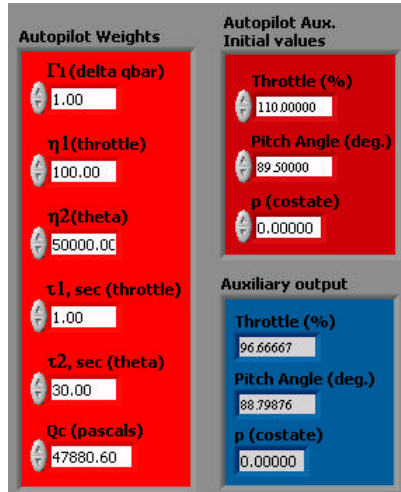 Autopilot Weights
Γ1(delta qbar)
1.00
η1(throttle)
100.00
η2(theta)
50000.0C
τ1, sec (throttle)
1.00
τ2, sec (theta)
30.00
Qc (pascals)
47880.60
Autopilot Aux.
Initial values
Throttle (%)
110.00000
Pitch Angle (deg.)
89.50000
p (costate)
0.00000
Auxiliary output
Throttle (%)
96.66667
Pitch Angle (deg.)
88.79876
p (costate)
0.00000